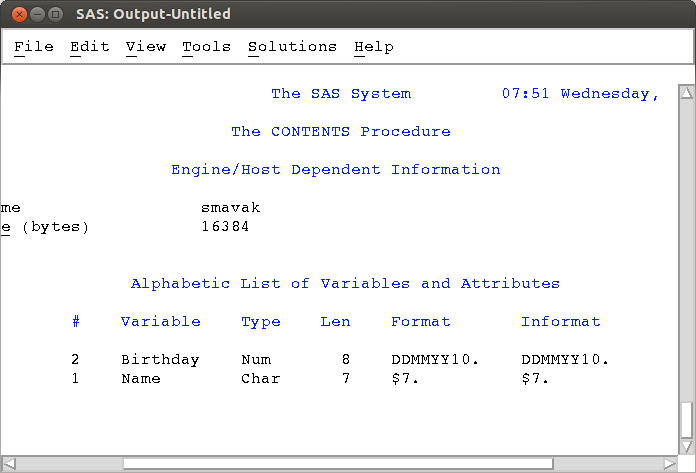 SAS: Output-Untitled
File Edit View Tools Solutions Help
The SAS System 07:51 Wednesday,
The CONTENTS Procedure
Engine/Host Dependent Information
me smavak
e (bytes) 16384
Alphabetic List of Variables and Attributes
# Variable Type Len Format Informat
2 Birthday Num 8 DDMMYY10. DDMMYY10.
1 Name Char 7 $7. $7.